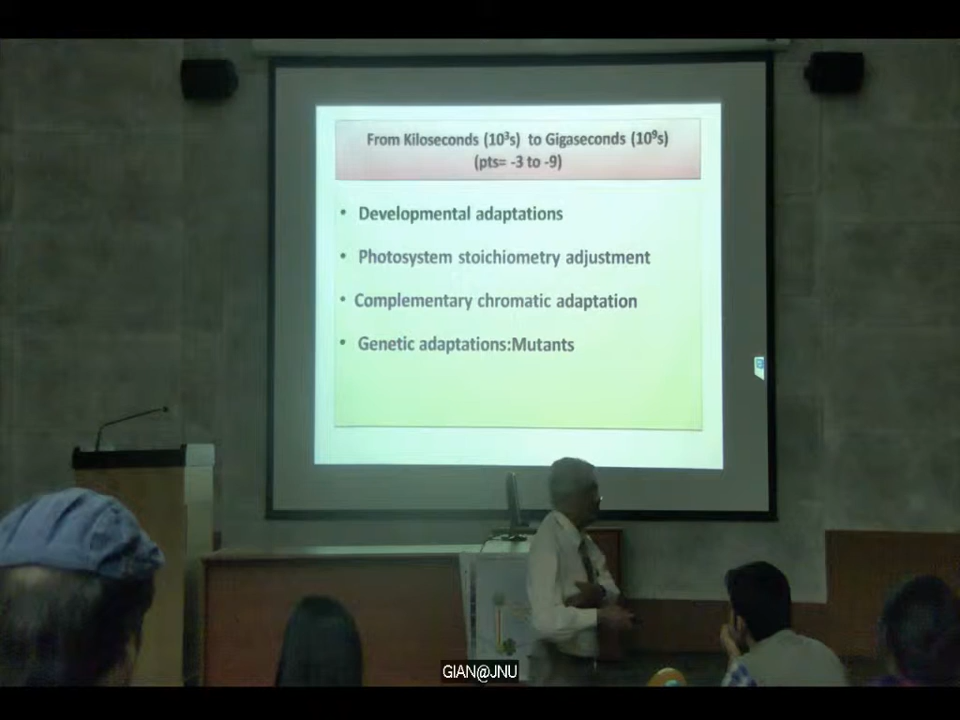 From Kiloseconds (10³s) to Gigaseconds (10⁹s)
(pts= -3 to -9)
• Developmental adaptations
• Photosystem stoichiometry adjustment
• Complementary chromatic adaptation
• Genetic adaptations:Mutants
GIAN@JNU